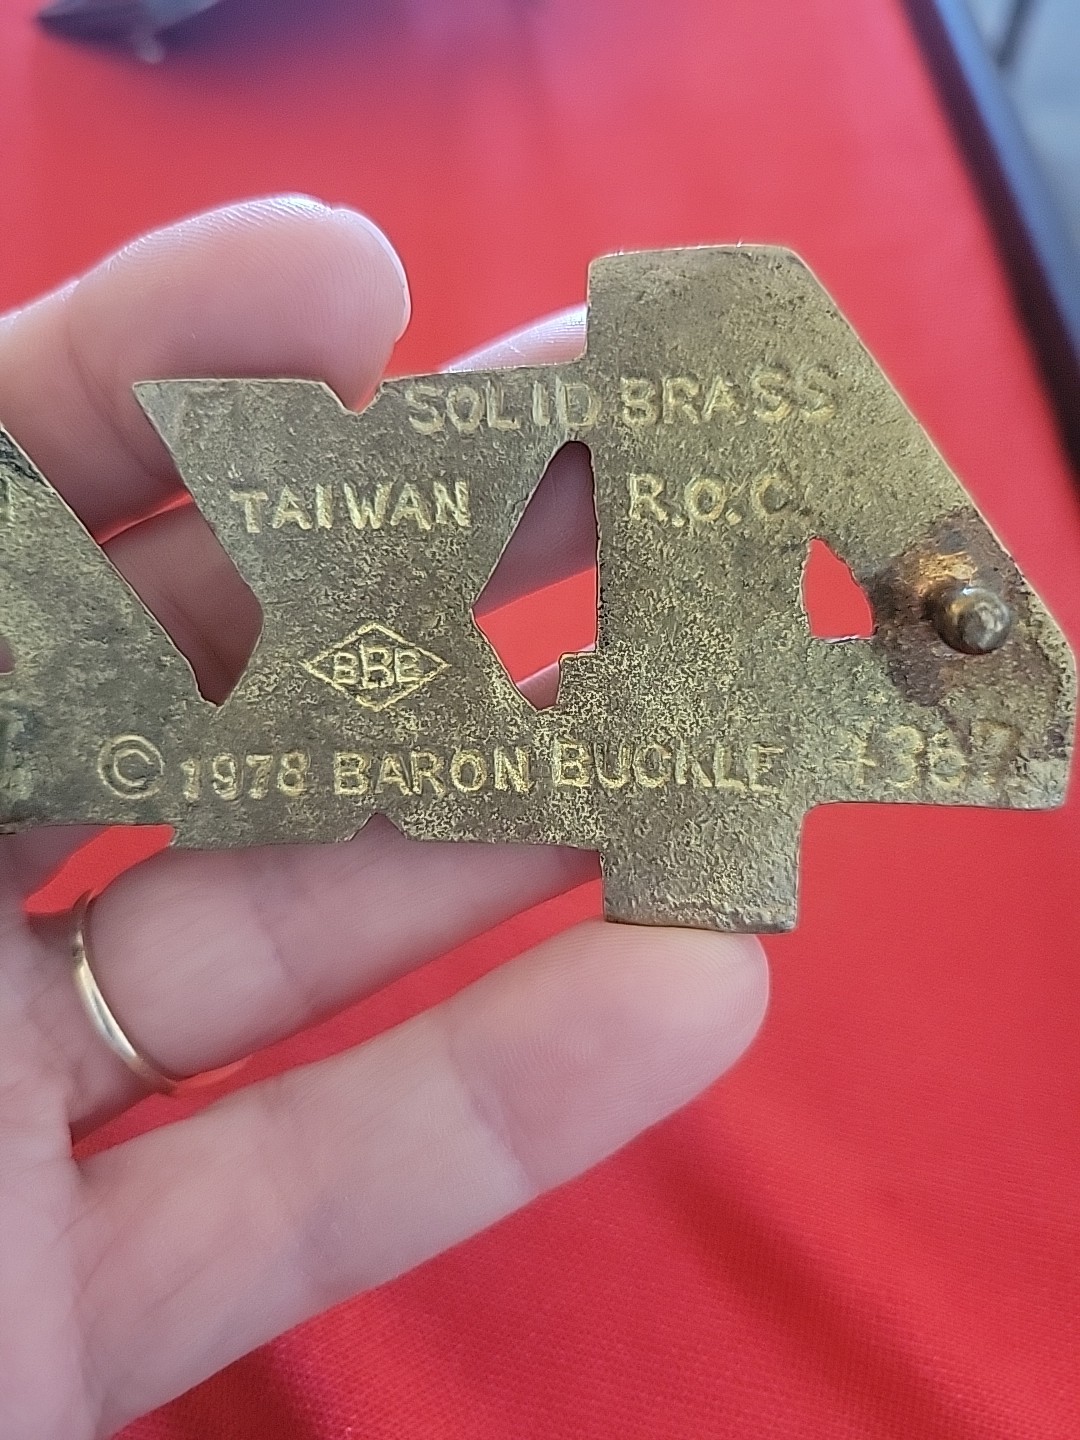 SOLID BRASS
TAIWAN R.O.C.
BBB
© 1978 BARON BUCKLE